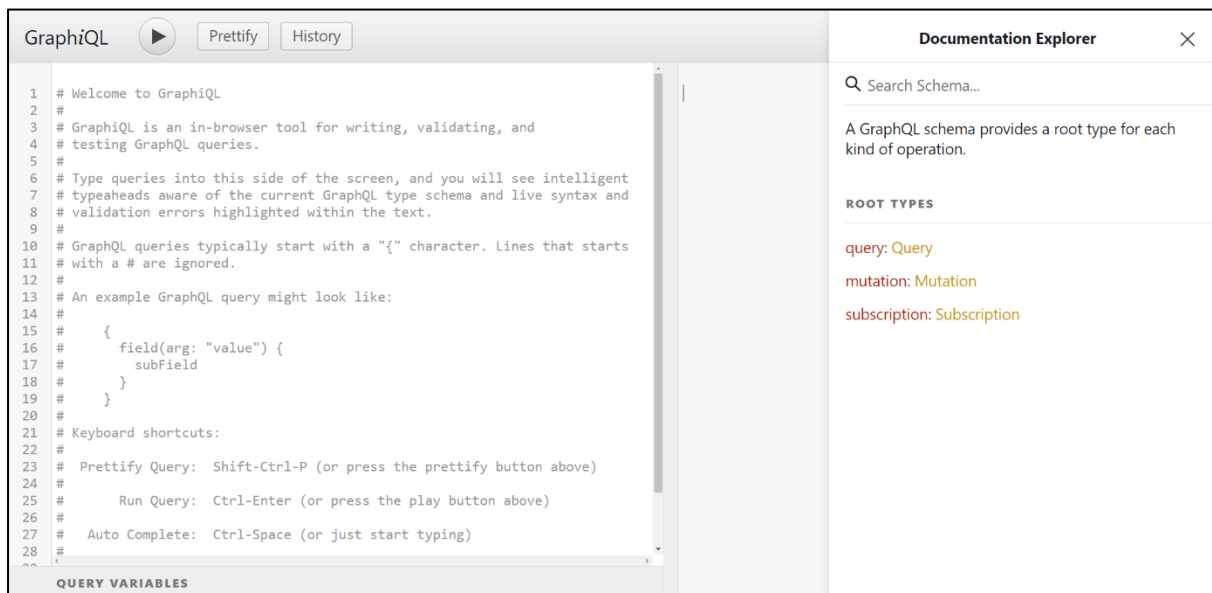 GraphiQL
Prettify
History
1 # Welcome to GraphiQL
2 #
3 # GraphiQL is an in-browser tool for writing, validating, and
4 # testing GraphQL queries.
5 #
6 # Type queries into this side of the screen, and you will see intelligent
7 # typeaheads aware of the current GraphQL type schema and live syntax and
8 # validation errors highlighted within the text.
9 #
10 # GraphQL queries typically start with a "{" character. Lines that starts
11 # with a # are ignored.
12 #
13 # An example GraphQL query might look like:
14 #
15 #     {
16 #       field(arg: "value") {
17 #         subField
18 #       }
19 #     }
20 #
21 # Keyboard shortcuts:
22 #
23 #  Prettify Query:  Shift-Ctrl-P (or press the prettify button above)
24 #
25 #       Run Query:  Ctrl-Enter (or press the play button above)
26 #
27 #   Auto Complete:  Ctrl-Space (or just start typing)
28 #
QUERY VARIABLES
Documentation Explorer
Search Schema...
A GraphQL schema provides a root type for each
kind of operation.
ROOT TYPES
query: Query
mutation: Mutation
subscription: Subscription